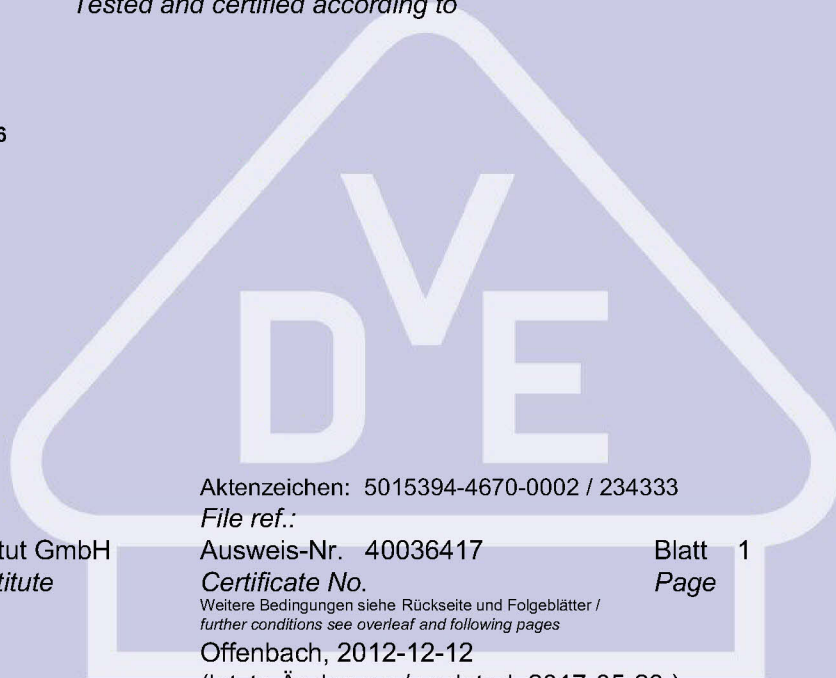 Tested and certified according to
6
VDE
Aktenzeichen: 5015394-4670-0002 / 234333
File ref.:
tut GmbH Ausweis-Nr. 40036417 Blatt 1
titute Certificate No. Page
Weitere Bedingungen siehe Rückseite und Folgeblätter /
further conditions see overleaf and following pages
Offenbach, 2012-12-12